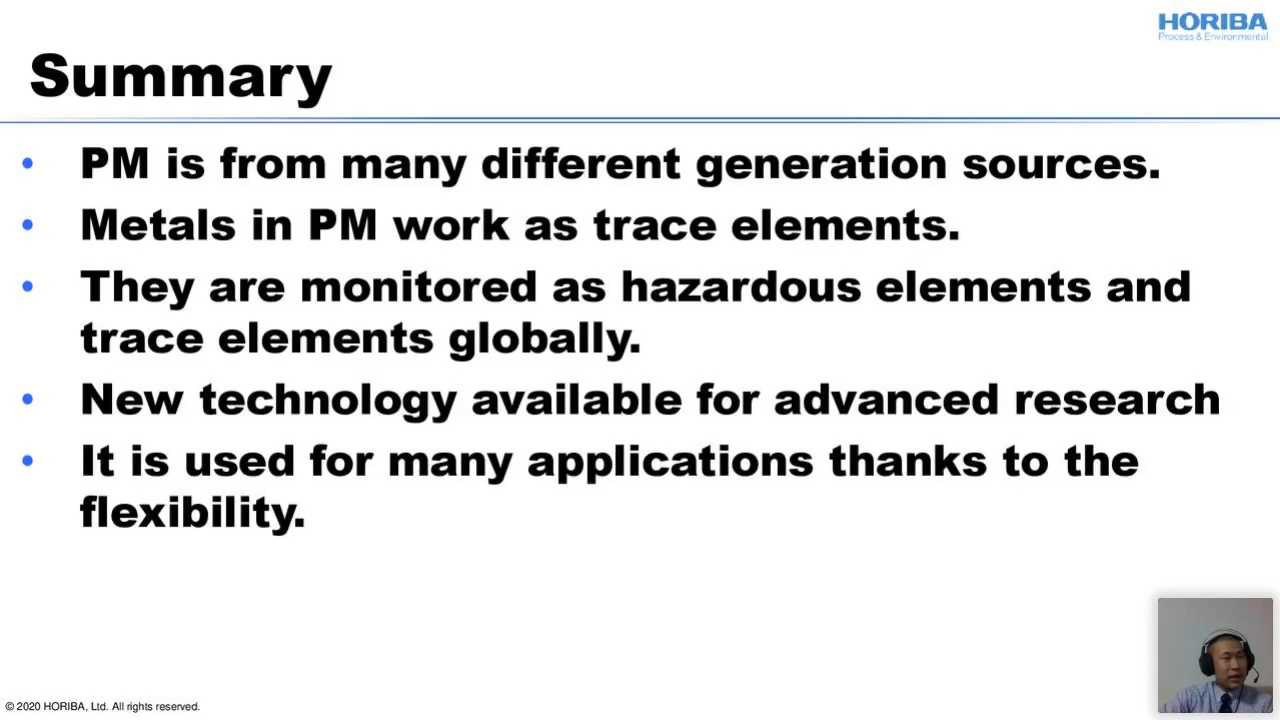 HORIBA
Process & Environmental
Summary
• PM is from many different generation sources.
• Metals in PM work as trace elements.
• They are monitored as hazardous elements and
trace elements globally.
• New technology available for advanced research
• It is used for many applications thanks to the
flexibility.
© 2020 HORIBA, Ltd. All rights reserved.